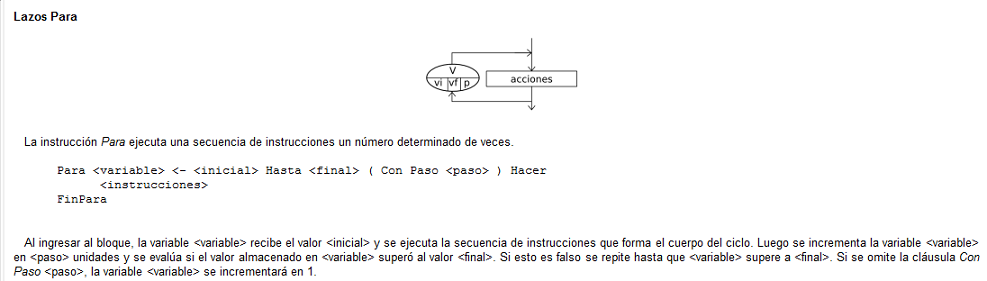 Lazos Para
V
vi vf p
acciones
La instrucción Para ejecuta una secuencia de instrucciones un número determinado de veces.
Para <variable> <- <inicial> Hasta <final> ( Con Paso <paso> ) Hacer
<instrucciones>
FinPara
Al ingresar al bloque, la variable <variable> recibe el valor <inicial> y se ejecuta la secuencia de instrucciones que forma el cuerpo del ciclo. Luego se incrementa la variable <variable>
en <paso> unidades y se evalúa si el valor almacenado en <variable> superó al valor <final>. Si esto es falso se repite hasta que <variable> supere a <final>. Si se omite la cláusula Con
Paso <paso>, la variable <variable> se incrementará en 1.